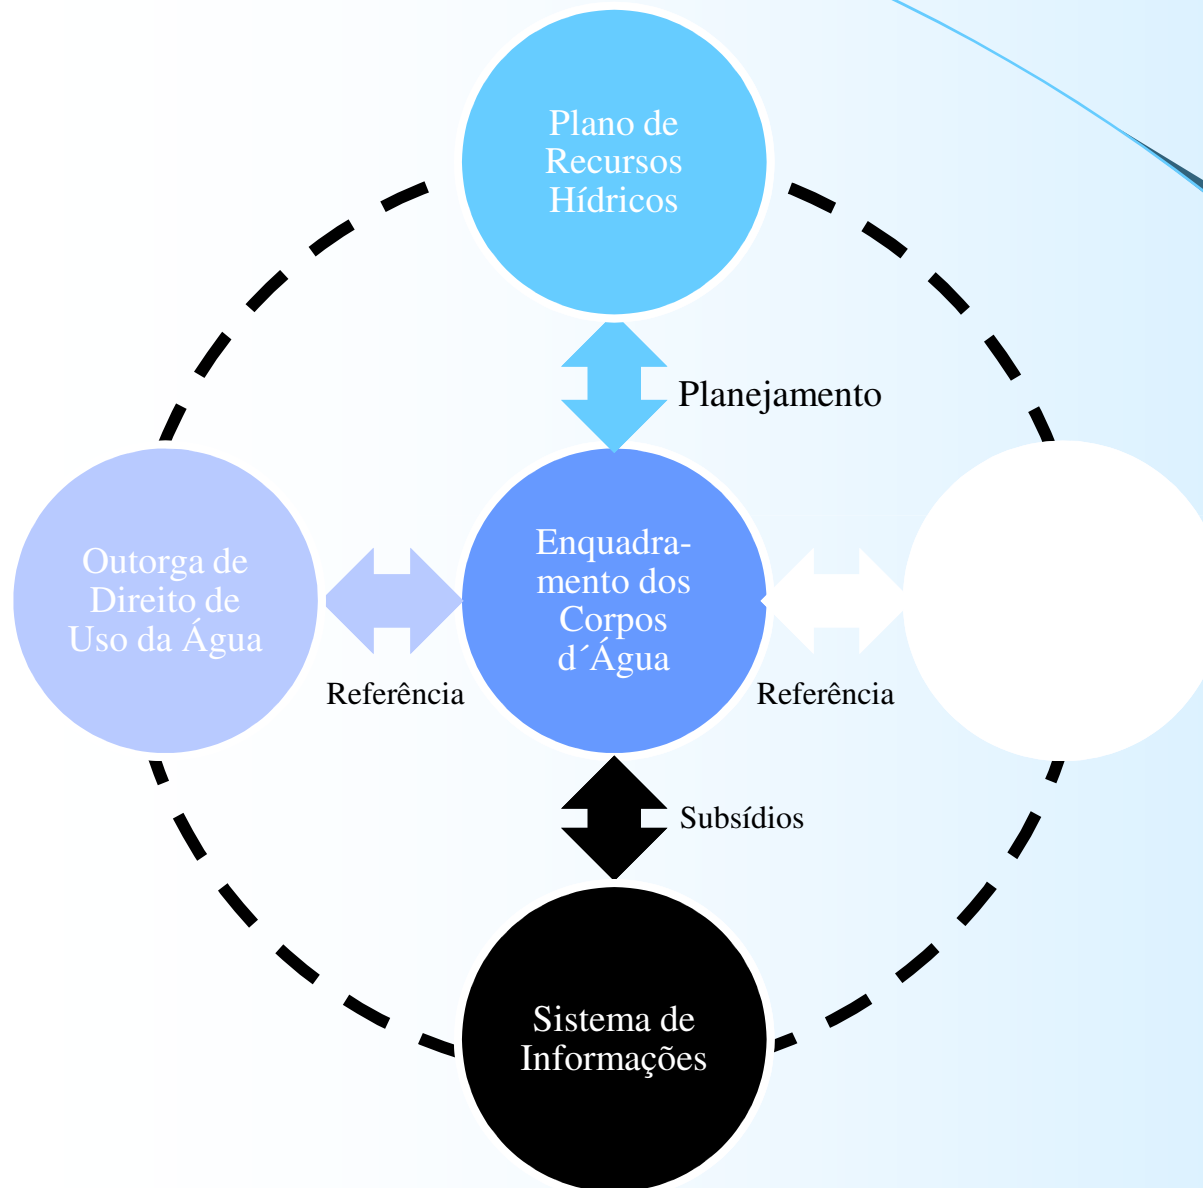 Plano de
Recursos
Hídricos
Planejamento
Outorga de
Direito de
Uso da Água
Referência
Enquadra-
mento dos
Corpos
d´Água
Referência
Subsídios
Sistema de
Informações